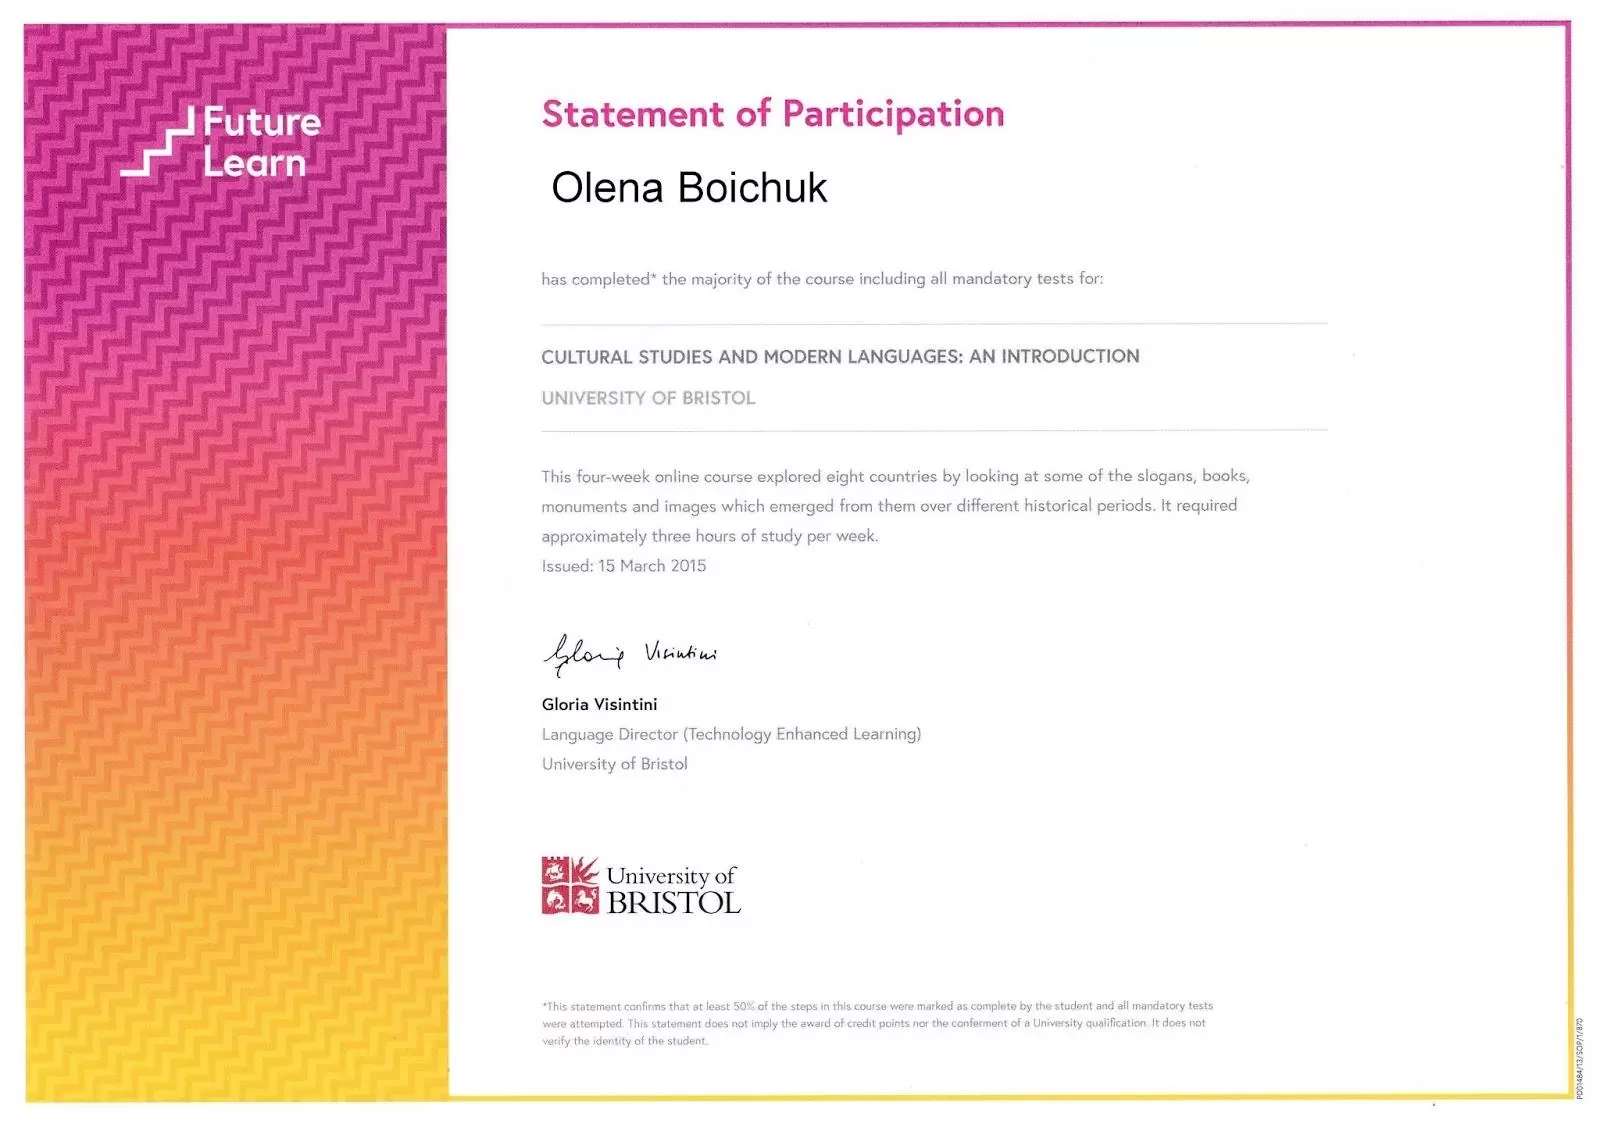 Future
Learn
Statement of Participation
Olena Boichuk
has completed* the majority of the course including all mandatory tests for:
CULTURAL STUDIES AND MODERN LANGUAGES: AN INTRODUCTION
UNIVERSITY OF BRISTOL
This four-week online course explored eight countries by looking at some of the slogans, books,
monuments and images which emerged from them over different historical periods. It required
approximately three hours of study per week.
Issued: 15 March 2015
Gloria Visintini
Gloria Visintini
Language Director (Technology Enhanced Learning)
University of Bristol
University of
BRISTOL
*This statement confirms that at least 50% of the steps in this course were marked as complete by the student and all mandatory tests
were attempted. This statement does not imply the award of credit points nor the conferment of a University qualification. It does not
verify the identity of the student.
PD01484/13/SOP/1/870